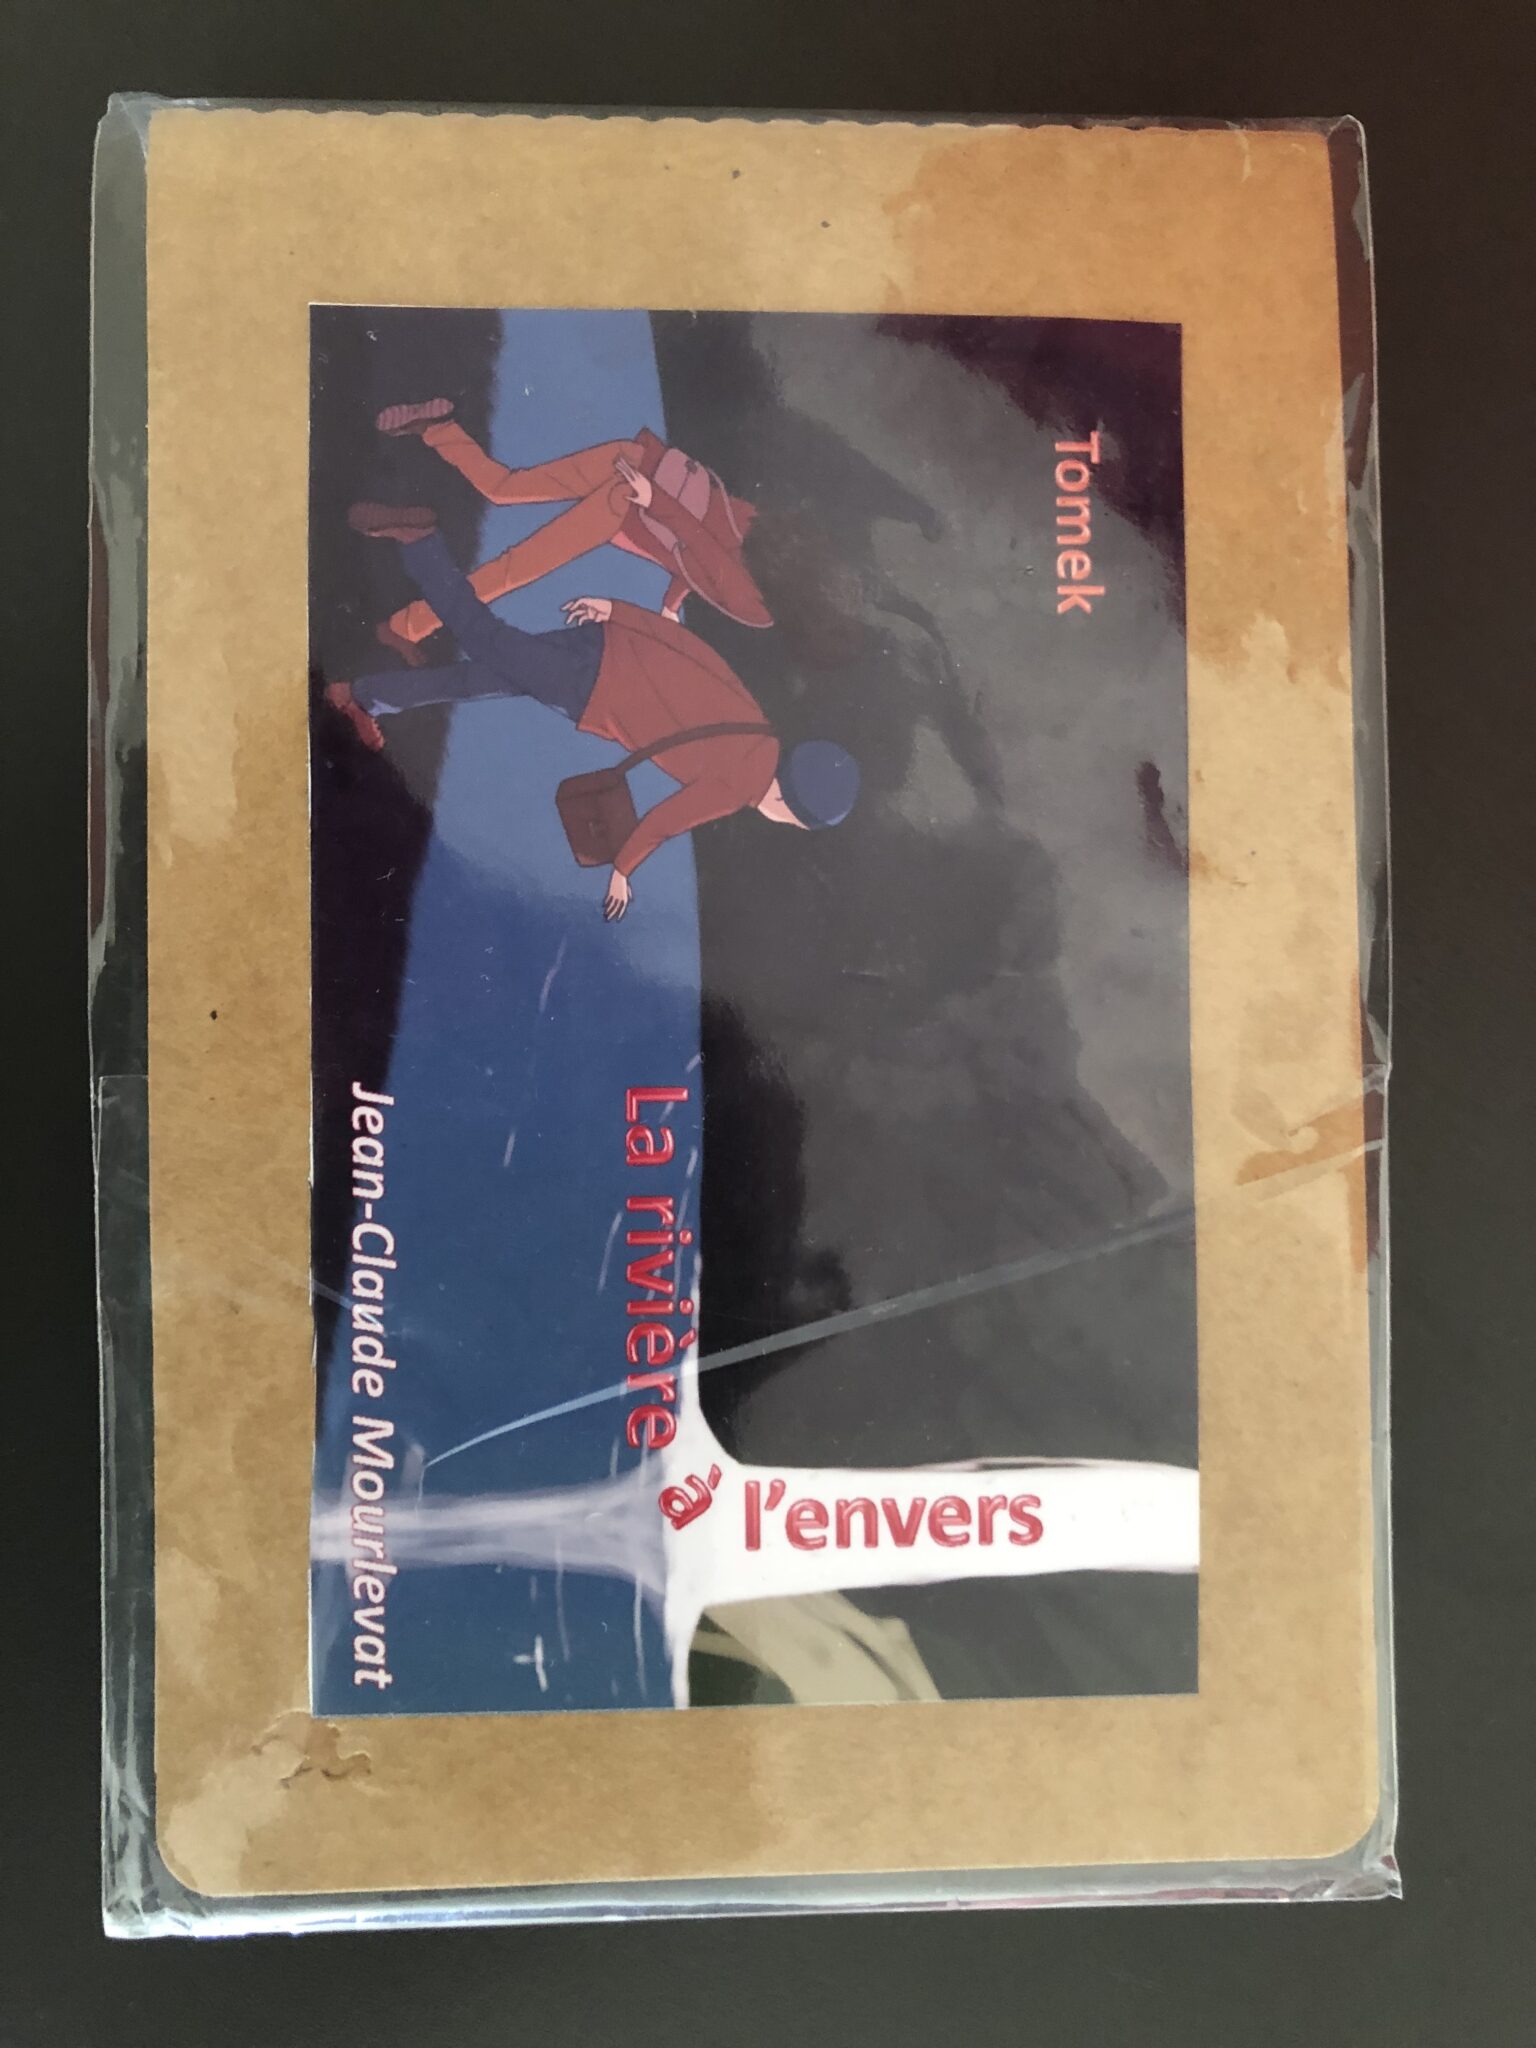 Tomek
La rivière à l'envers
Jean-Claude Mourlevat